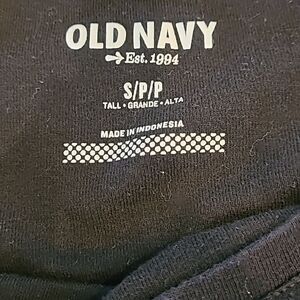 OLD NAVY
Est. 1994
S/P/P
TALL • GRANDE • ALTA
MADE IN INDONESIA